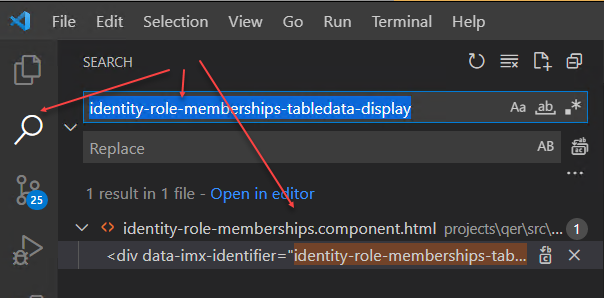 File Edit Selection View Go Run Terminal Help
SEARCH
identity-role-memberships-tabledata-display
Aa ab .*
Replace
AB
1 result in 1 file - Open in editor
25
identity-role-memberships.component.html projects\qer\src\... 1
<div data-imx-identifier="identity-role-memberships-tab...